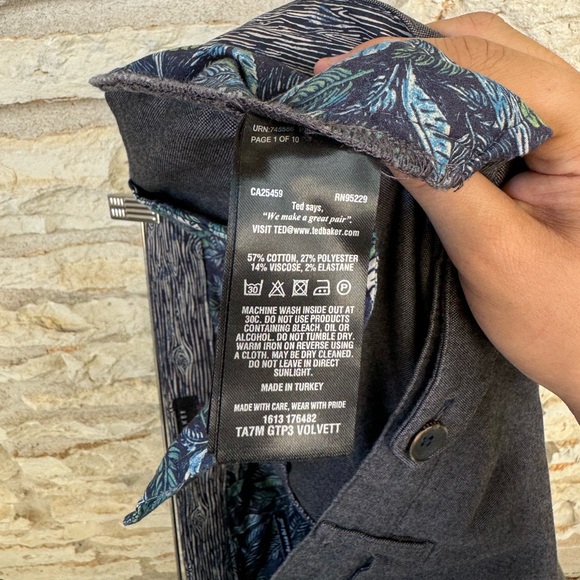 URN:745586
PAGE 1 OF 10
CA25459 RN95229
Ted says,
"We make a great pair".
VISIT TED@www.tedbaker.com
57% COTTON, 27% POLYESTER
14% VISCOSE, 2% ELASTANE
30 P
MACHINE WASH INSIDE OUT AT
30C. DO NOT USE PRODUCTS
CONTAINING BLEACH, OIL OR
ALCOHOL. DO NOT TUMBLE DRY.
WARM IRON ON REVERSE USING
A CLOTH. MAY BE DRY CLEANED.
DO NOT LEAVE IN DIRECT
SUNLIGHT.
MADE IN TURKEY
MADE WITH CARE, WEAR WITH PRIDE
1613 176482
TA7M GTP3 VOLVETT